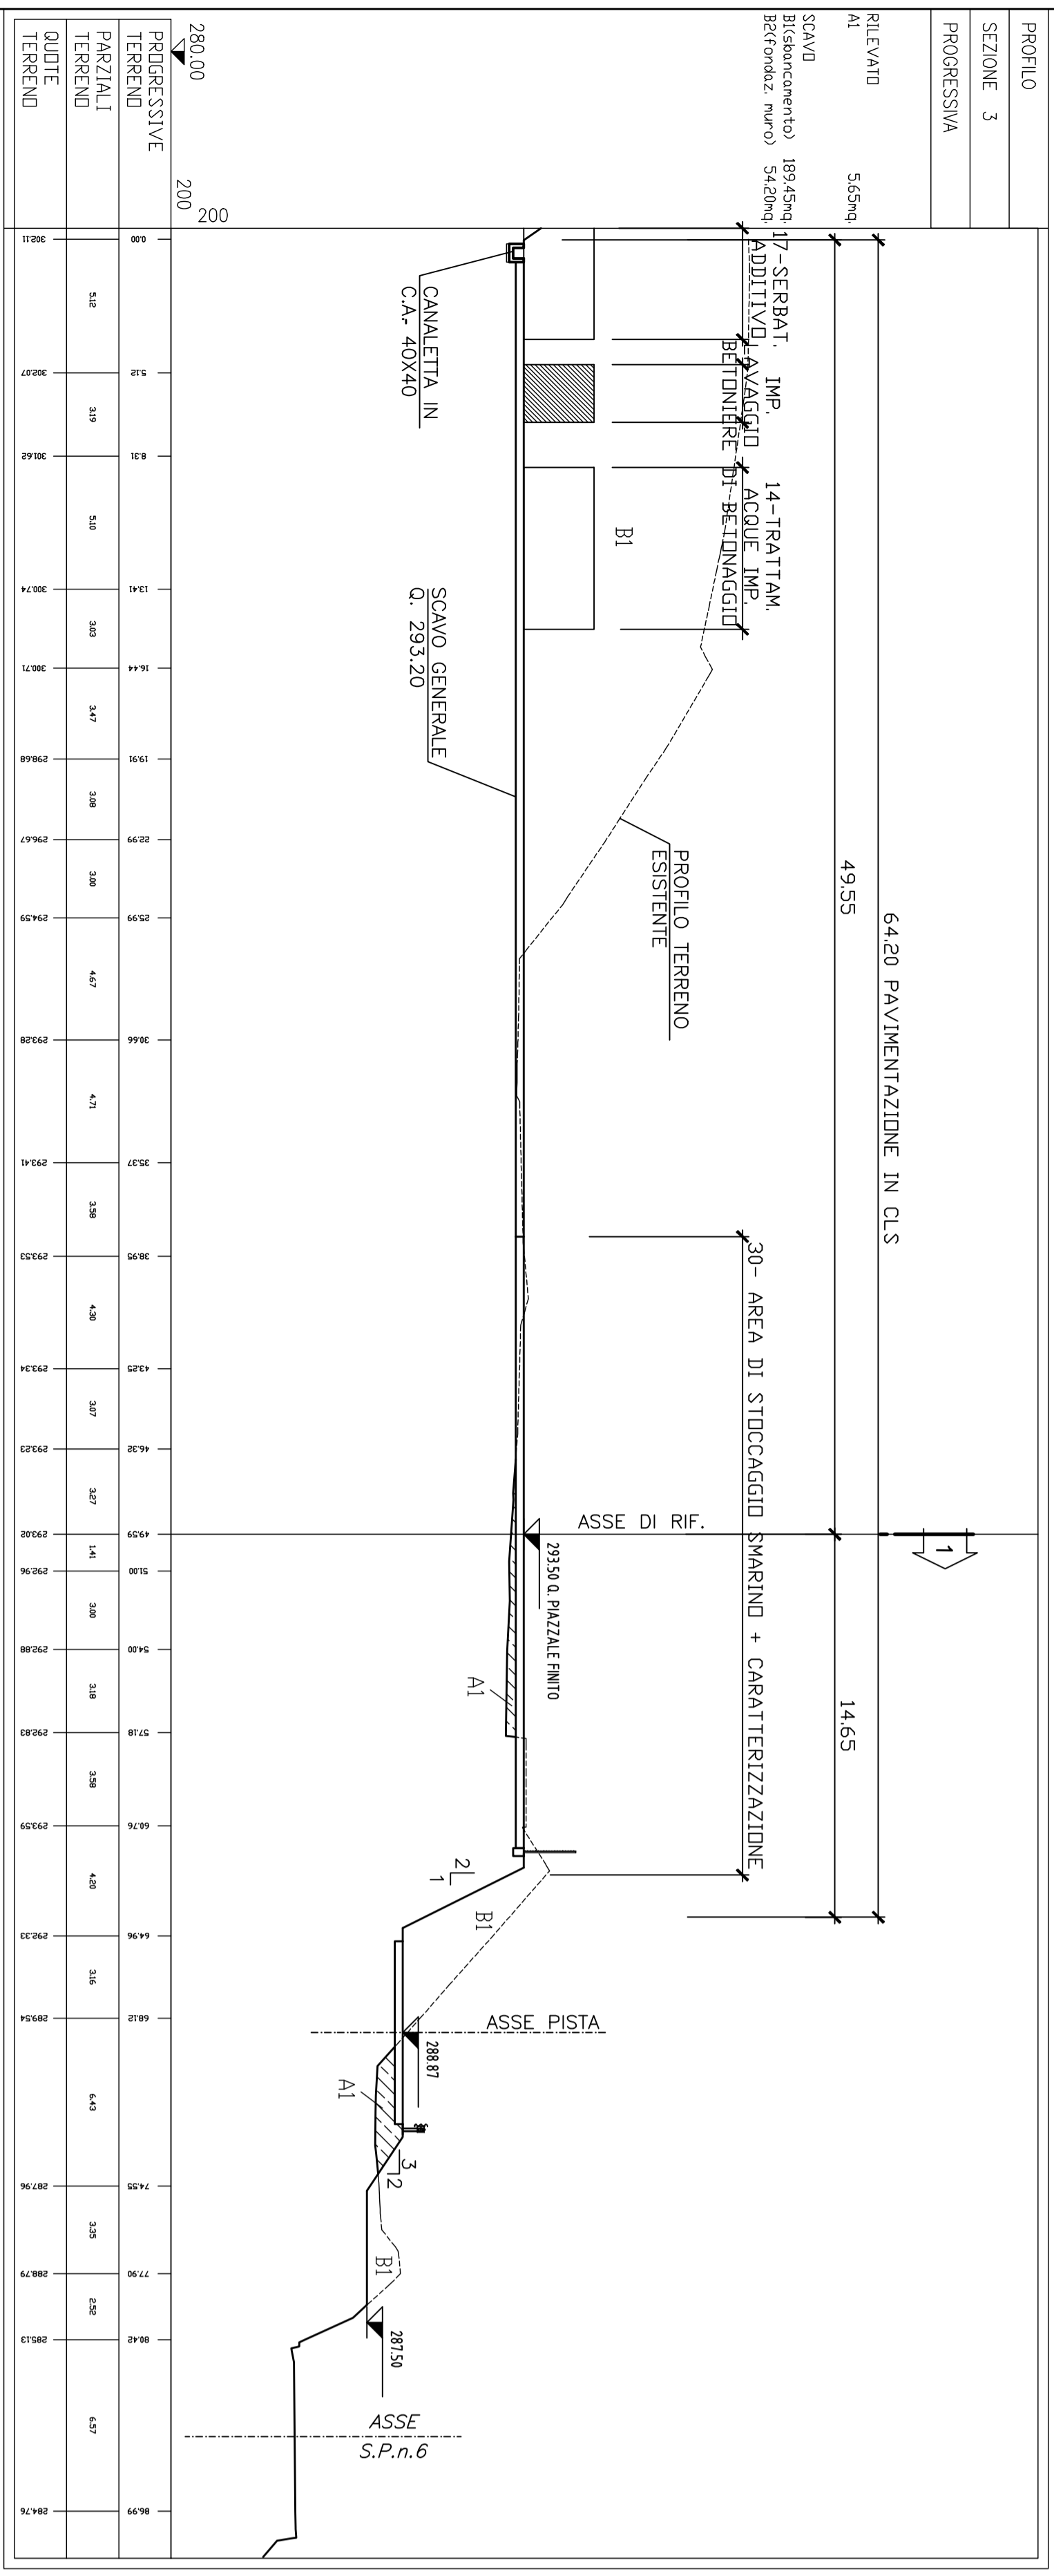 PROFILO
SEZIONE 3
PROGRESSIVA
RILEVATO
A1 5.65mq.
SCAVO
B1(sbancamento) 189.45mq.
B2(fondaz. muro) 54.20mq.
64.20 PAVIMENTAZIONE IN CLS
49.55
14.65
1
17-SERBAT.
ADDITIVO
IMP.
LAVAGGIO
BETONIERE
14-TRATTAM.
ACQUE IMP.
DI BETONAGGIO
30- AREA DI STOCCAGGIO SMARINO + CARATTERIZZAZIONE
B1
PROFILO TERRENO
ESISTENTE
ASSE DI RIF.
293.50 Q. PIAZZALE FINITO
CANALETTA IN
C.A.- 40X40
SCAVO GENERALE
Q. 293.20
A1
2
1
B1
ASSE PISTA
288.87
A1
3
2
B1
287.50
ASSE
S.P.n.6
280.00
200
200
PROGRESSIVE
TERRENO
0.00 5.12 8.31 13.41 16.44 19.91 22.99 25.99 30.66 35.37 38.95 43.25 46.32 49.59 51.00 54.00 57.18 60.76 64.96 68.12 74.55 77.90 80.42 86.99
PARZIALI
TERRENO
5.12 3.19 5.10 3.03 3.47 3.08 3.00 4.67 4.71 3.58 4.30 3.07 3.27 1.41 3.00 3.18 3.58 4.20 3.16 6.43 3.35 2.52 6.57
QUOTE
TERRENO
302.11 302.07 301.62 300.74 300.71 298.68 296.67 294.59 293.28 293.41 293.53 293.34 293.23 293.02 292.96 292.88 292.83 293.59 292.33 289.54 287.96 288.79 285.13 284.76